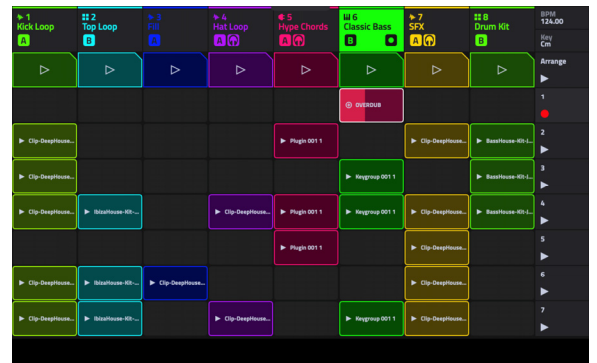 1 2 3 4 5 6 7 8 BPM
Kick Loop Top Loop Fill Hat Loop Hype Chords Classic Bass SFX Drum Kit 124.00
A B A A A B A B Key
Cm
Arrange
OVERDUB 1
Clip-DeepHouse... Plugin 001 1 Clip-DeepHouse... BassHouse-Kit-(... 2
Clip-DeepHouse... Keygroup 001 1 BassHouse-Kit-(... 3
Clip-DeepHouse... IbizaHouse-Kit-... Clip-DeepHouse... Plugin 001 1 Keygroup 001 1 Clip-DeepHouse... BassHouse-Kit-(... 4
Plugin 001 1 Clip-DeepHouse... 5
Clip-DeepHouse... IbizaHouse-Kit-... Clip-DeepHouse... Clip-DeepHouse... 6
Clip-DeepHouse... IbizaHouse-Kit-... Clip-DeepHouse... Keygroup 001 1 Clip-DeepHouse... 7